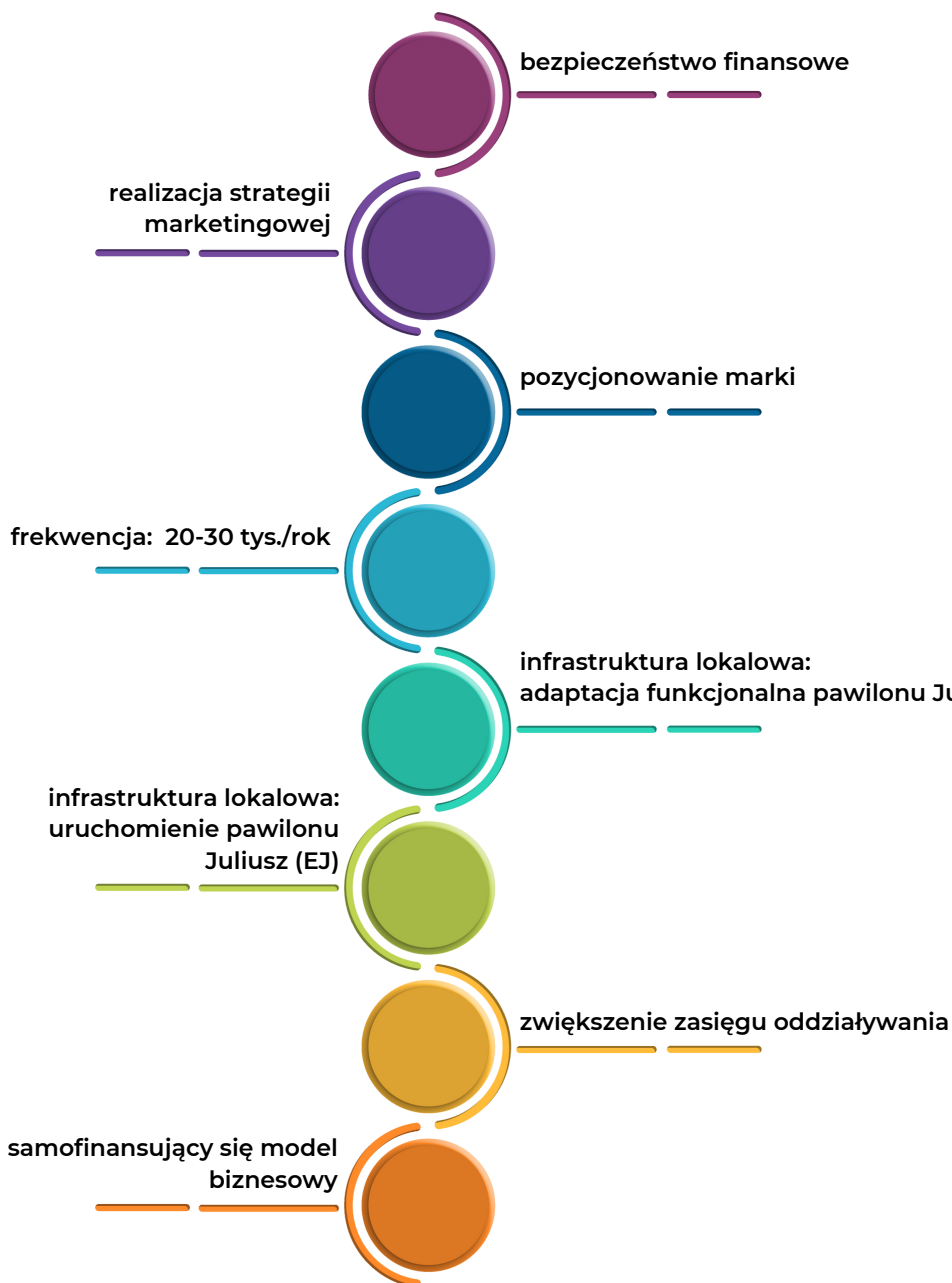 bezpieczeństwo finansowe
realizacja strategii
marketingowej
pozycjonowanie marki
frekwencja: 20-30 tys./rok
infrastruktura lokalowa:
adaptacja funkcjonalna pawilonu
infrastruktura lokalowa:
uruchomienie pawilonu
Juliusz (EJ)
zwiększenie zasięgu oddziaływania
samofinansujący się model
biznesowy